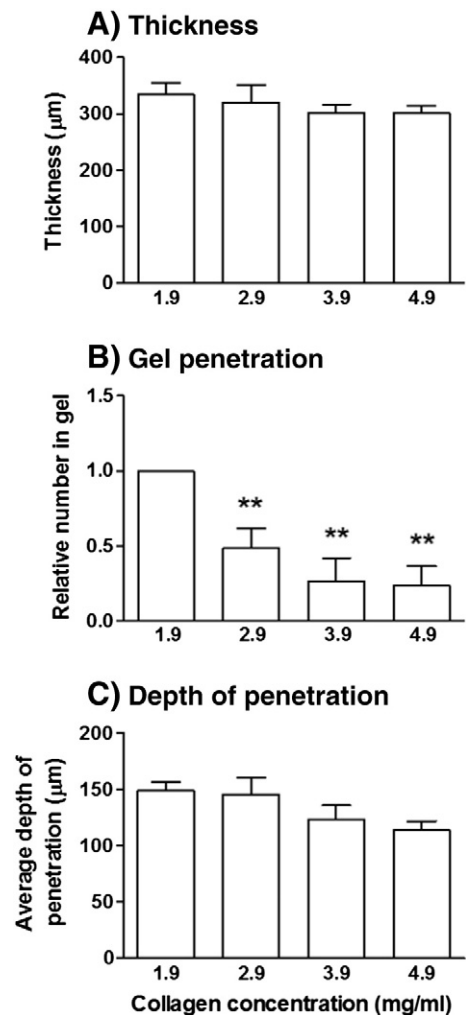 A) Thickness
Thickness (μm)
400
300
200
100
0
1.9 2.9 3.9 4.9
B) Gel penetration
Relative number in gel
1.5
1.0
0.5
0.0
** ** **
1.9 2.9 3.9 4.9
C) Depth of penetration
Average depth of
penetration (μm)
200
150
100
50
0
1.9 2.9 3.9 4.9
Collagen concentration (mg/ml)